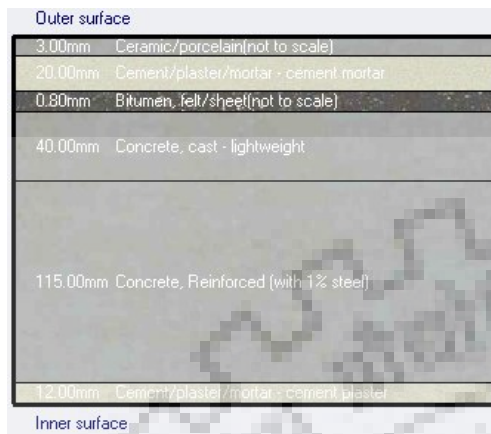 Outer surface
3.00mm Ceramic/porcelain(not to scale)
20.00mm Cement/plaster/mortar - cement mortar
0.80mm Bitumen, felt/sheet(not to scale)
40.00mm Concrete, cast - lightweight
115.00mm Concrete, Reinforced (with 1% steel)
12.00mm Cement/plaster/mortar - cement plaster
Inner surface